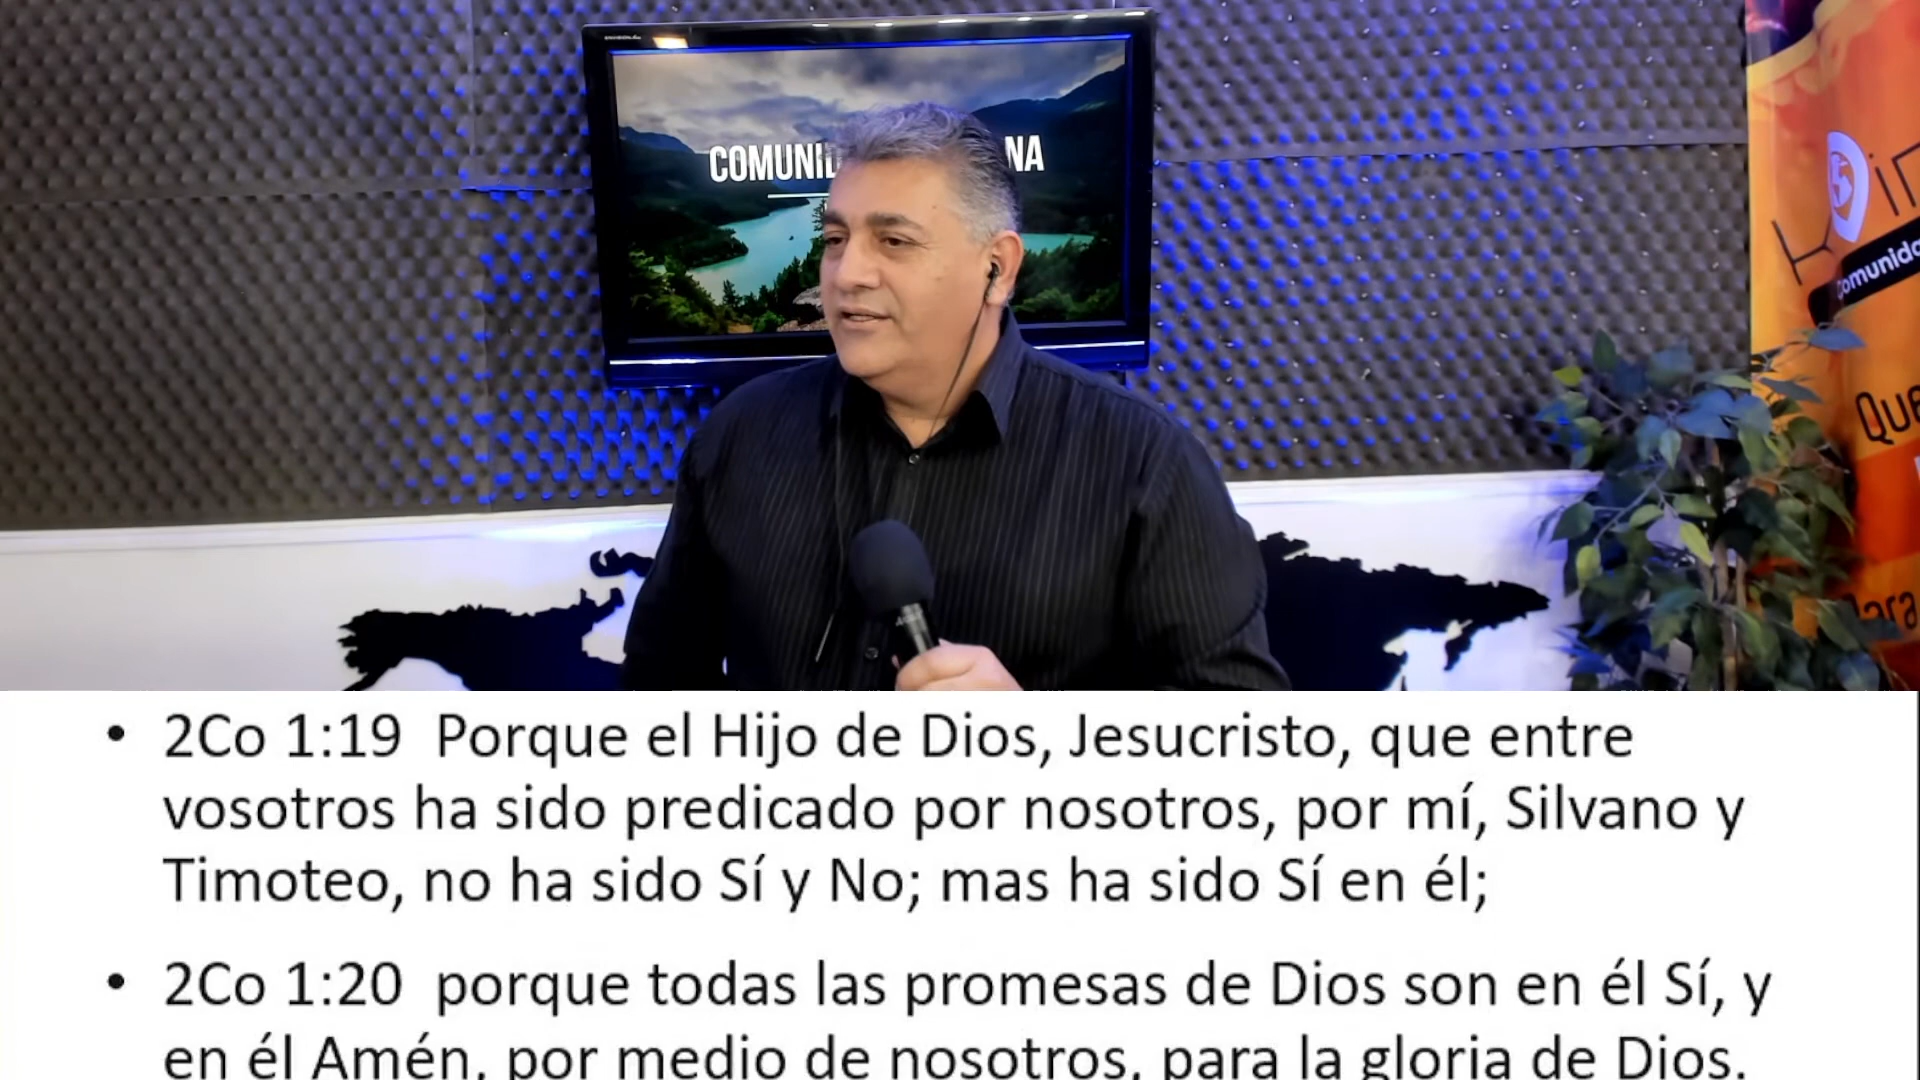 Comunida
Que
• 2Co 1:19 Porque el Hijo de Dios, Jesucristo, que entre
vosotros ha sido predicado por nosotros, por mí, Silvano y
Timoteo, no ha sido Sí y No; mas ha sido Sí en él;
• 2Co 1:20 porque todas las promesas de Dios son en él Sí, y
en él Amén, por medio de nosotros, para la gloria de Dios.